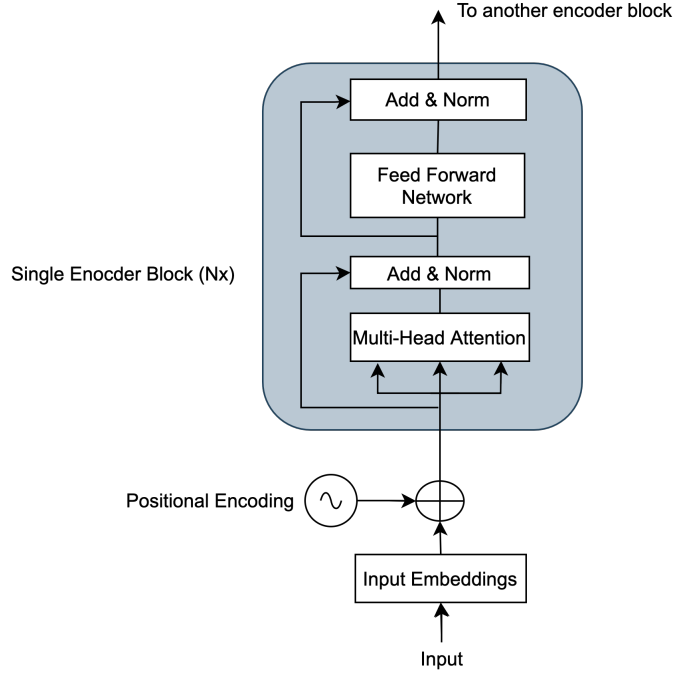 To another encoder block
Add & Norm
Feed Forward
Network
Single Enocder Block (Nx)
Add & Norm
Multi-Head Attention
Positional Encoding
Input Embeddings
Input